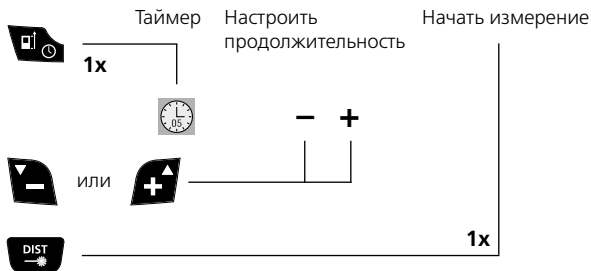 Таймер
Настроить
продолжительность
Начать измерение
1x
05
− +
− или +
DIST
1x